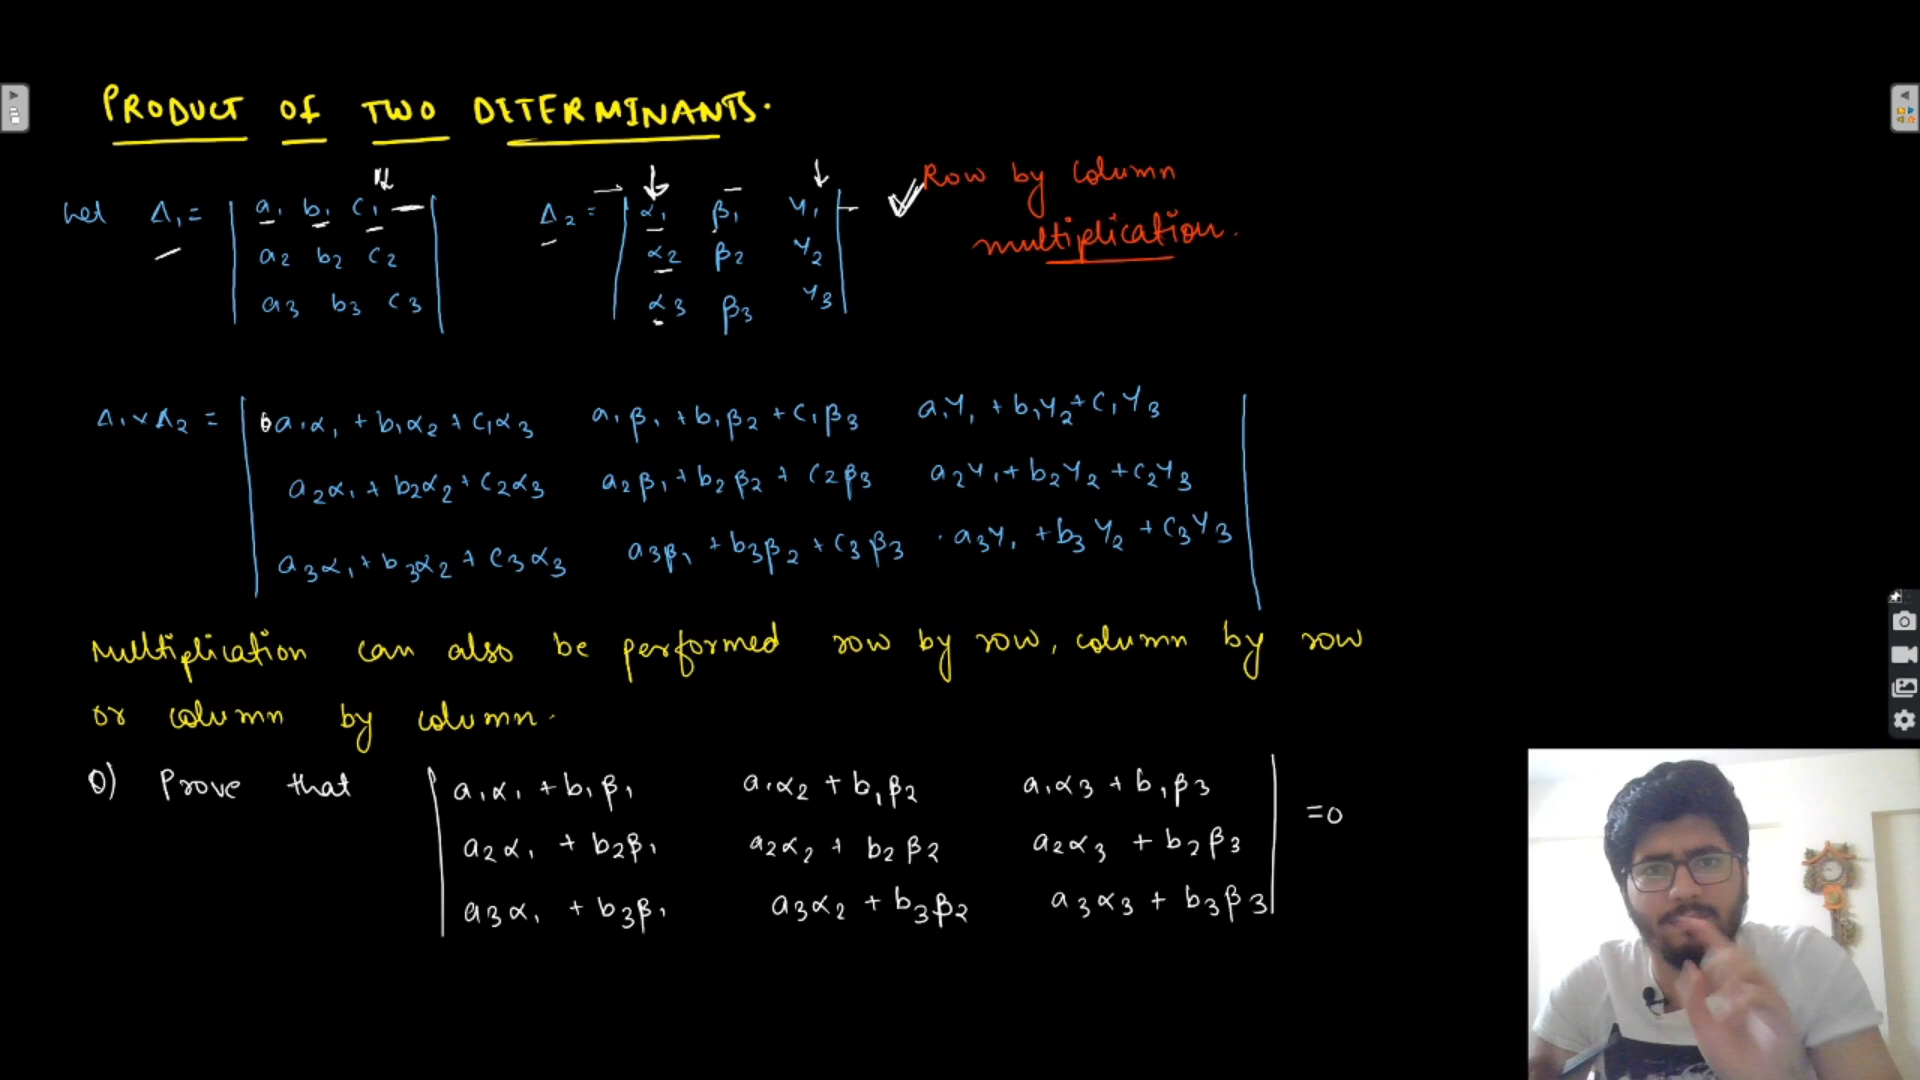 PRODUCT OF TWO DETERMINANTS.
Let Δ₁ = | a₁ b₁ c₁ | Δ₂ = | α₁ β₁ γ₁ | Row by column
| a₂ b₂ c₂ | | α₂ β₂ γ₂ | multiplication.
| a₃ b₃ c₃ | | α₃ β₃ γ₃ |
Δ₁ × Δ₂ = | a₁α₁ + b₁α₂ + c₁α₃ a₁β₁ + b₁β₂ + c₁β₃ a₁γ₁ + b₁γ₂ + c₁γ₃ |
| a₂α₁ + b₂α₂ + c₂α₃ a₂β₁ + b₂β₂ + c₂β₃ a₂γ₁ + b₂γ₂ + c₂γ₃ |
| a₃α₁ + b₃α₂ + c₃α₃ a₃β₁ + b₃β₂ + c₃β₃ a₃γ₁ + b₃γ₂ + c₃γ₃ |
Multiplication can also be performed row by row, column by row
or column by column.
Q) Prove that | a₁α₁ + b₁β₁ a₁α₂ + b₁β₂ a₁α₃ + b₁β₃ | = 0
| a₂α₁ + b₂β₁ a₂α₂ + b₂β₂ a₂α₃ + b₂β₃ |
| a₃α₁ + b₃β₁ a₃α₂ + b₃β₂ a₃α₃ + b₃β₃ |